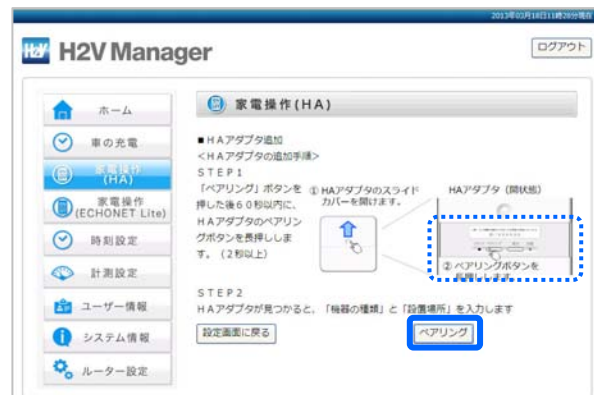 2013年03月18日11時28分現在
H2V H2V Manager
ログアウト
ホーム
車の充電
家電操作
(HA)
家電操作
(ECHONET Lite)
時刻設定
計測設定
ユーザー情報
システム情報
ルーター設定
家電操作(HA)
■HAアダプタ追加
<HAアダプタの追加手順>
STEP1
「ペアリング」ボタンを
押した後60秒以内に、
HAアダプタのペアリン
グボタンを長押ししま
す。(2秒以上)
① HAアダプタのスライド
カバーを開けます。
HAアダプタ (開状態)
② ペアリングボタンを
長押しします
STEP2
HAアダプタが見つかると、「機器の種類」と「設置場所」を入力します
設定画面に戻る
ペアリング